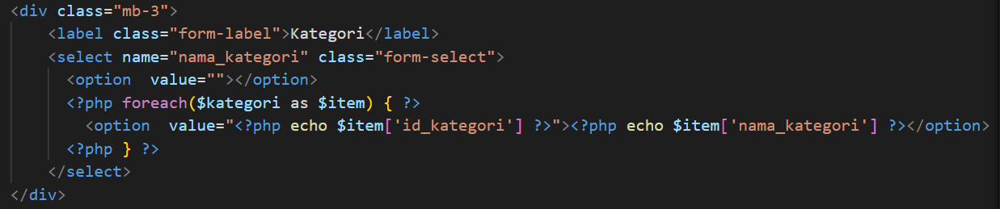 <div class="mb-3">
    <label class="form-label">Kategori</label>
    <select name="nama_kategori" class="form-select">
      <option  value=""></option>
      <?php foreach($kategori as $item) { ?>
        <option  value="<?php echo $item['id_kategori'] ?>"><?php echo $item['nama_kategori'] ?></option>
      <?php } ?>
    </select>
</div>